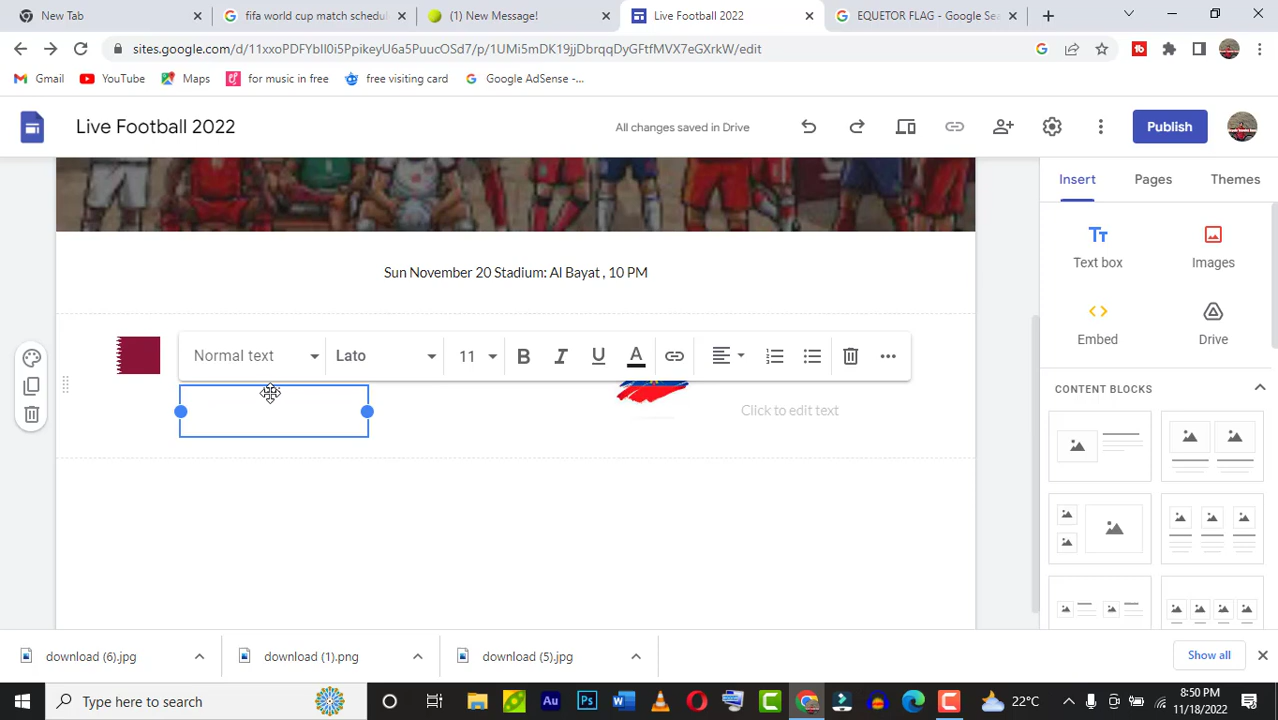 New Tab
fifa world cup match schedul
(1) New Message!
Live Football 2022
EQUETOR FLAG - Google Sea
sites.google.com/d/11xxoPDFYbIl0i5PpikeyU6a5PuucOSd7/p/1UMi5mDK19jjDbrqqDyGFtfMVX7eGXrkW/edit
Gmail
YouTube
Maps
for music in free
free visiting card
Google AdSense -...
Live Football 2022
All changes saved in Drive
Publish
Insert
Pages
Themes
Text box
Images
Embed
Drive
CONTENT BLOCKS
Sun November 20 Stadium: Al Bayat , 10 PM
Normal text
Lato
11
Click to edit text
download (6).jpg
download (1).png
download (5).jpg
Show all
Type here to search
22°C
8:50 PM
11/18/2022